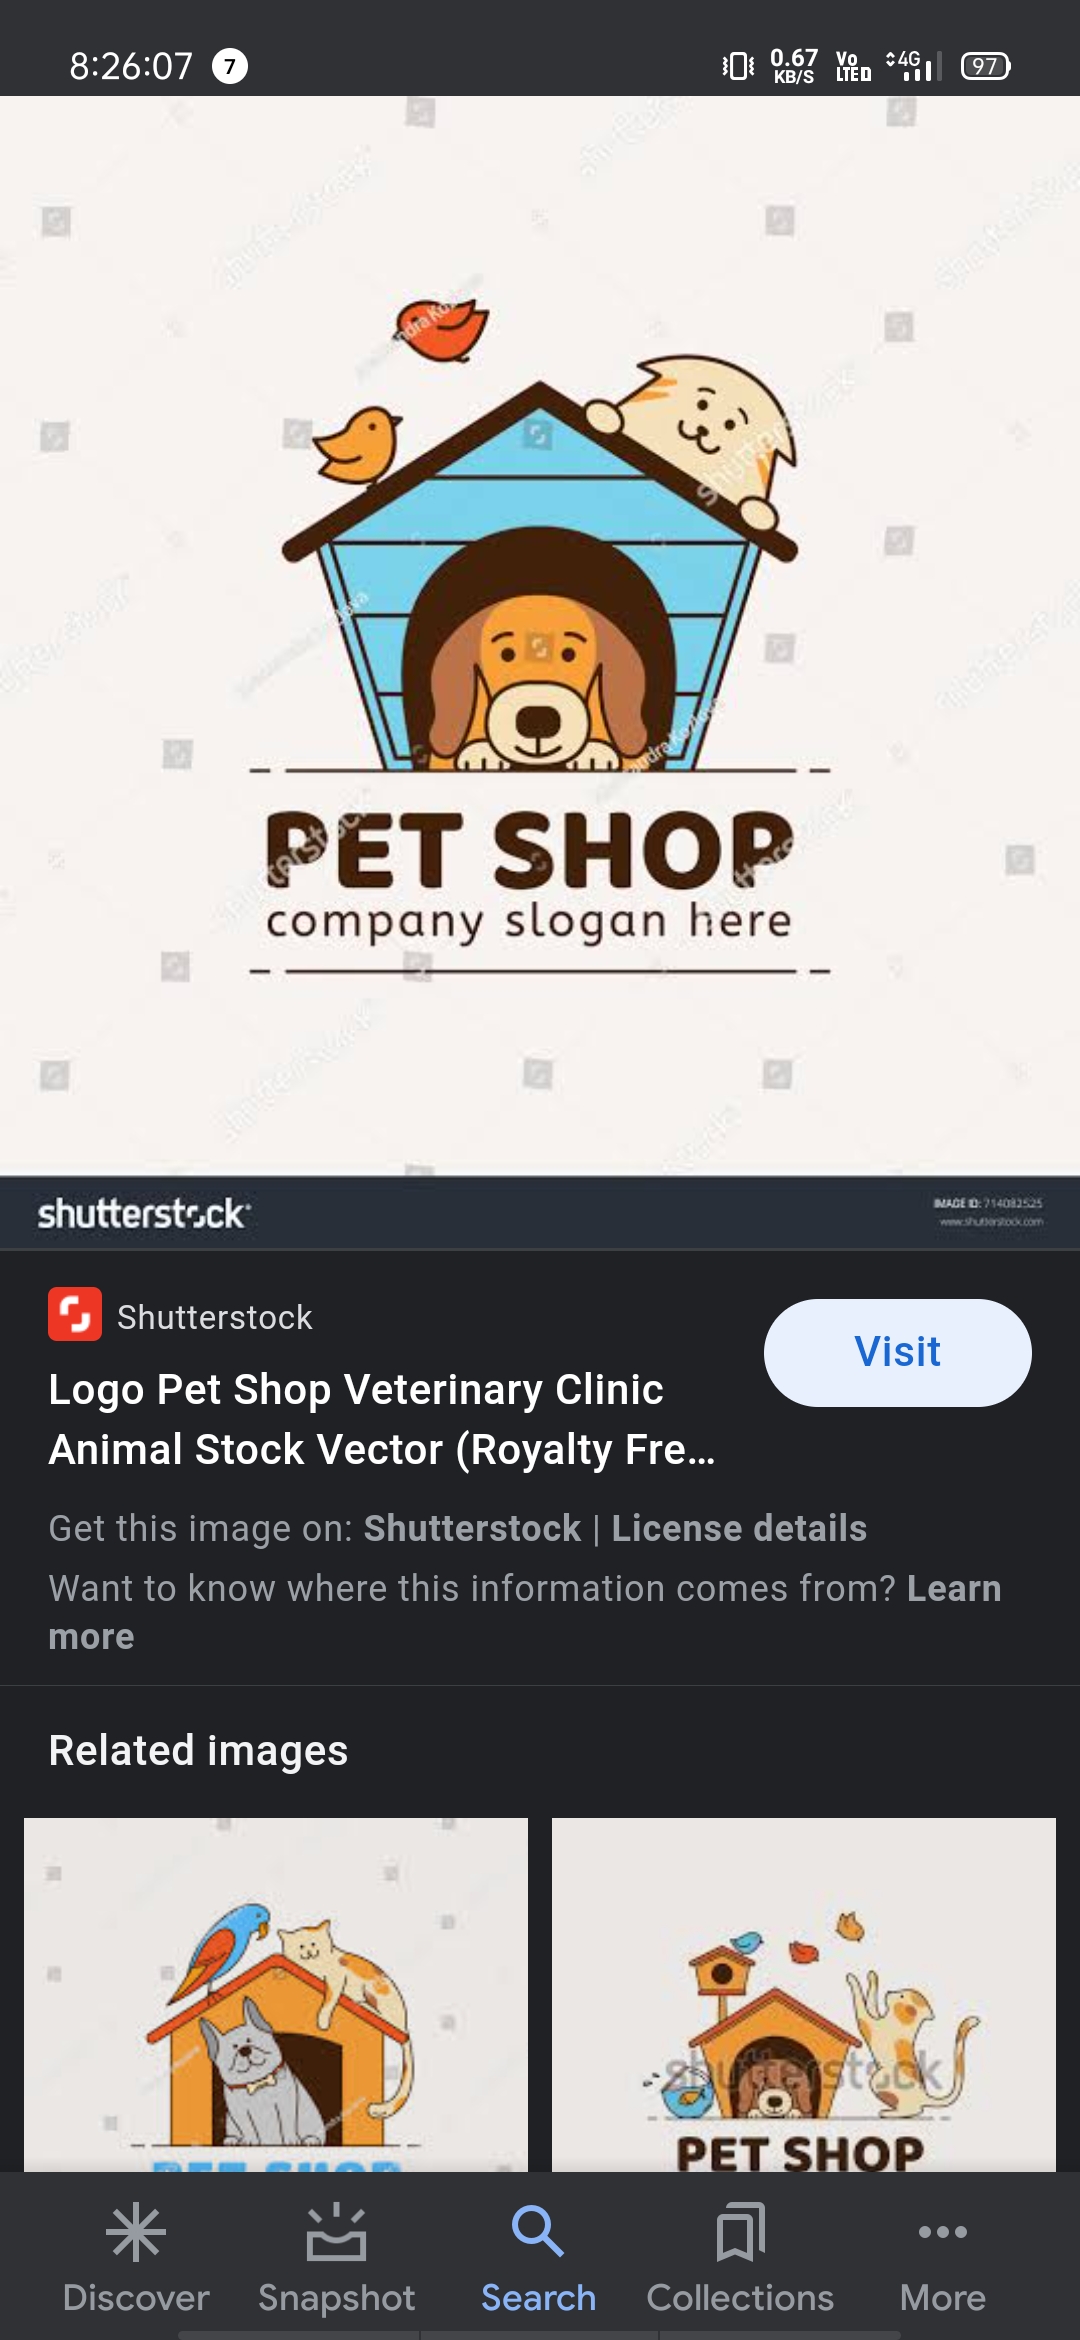 8:26:07
7
0.67
KB/S
Vo
LTE
4G
97
PET SHOP
company slogan here
shutterstock
IMAGE ID: 714082525
www.shutterstock.com
Shutterstock
Visit
Logo Pet Shop Veterinary Clinic
Animal Stock Vector (Royalty Fre...
Get this image on: Shutterstock | License details
Want to know where this information comes from? Learn
more
Related images
shutterstock
PET SHOP
PET SHOP
Discover
Snapshot
Search
Collections
More